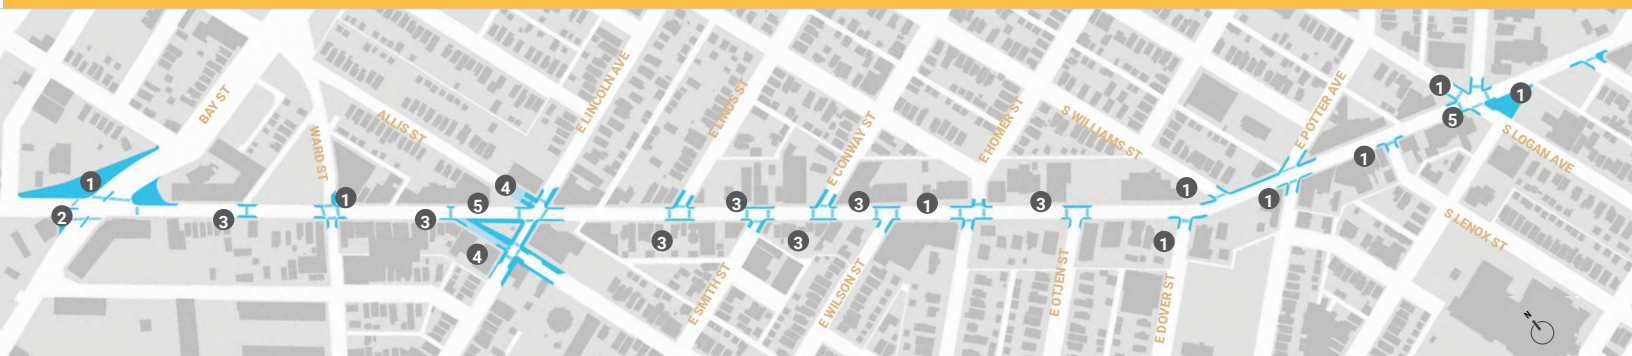 BAY ST
WARD ST
ALLIS ST
E LINCOLN AVE
E LINUS ST
E CONWAY ST
E HOMER ST
S WILLIAMS ST
E POTTER AVE
S LOGAN AVE
S LENOX ST
E SMITH ST
E WILSON ST
E OTJEN ST
E DOVER ST
1
2
3
1
3
5
4
4
3
3
3
3
1
3
1
1
1
1
1
5
1
N